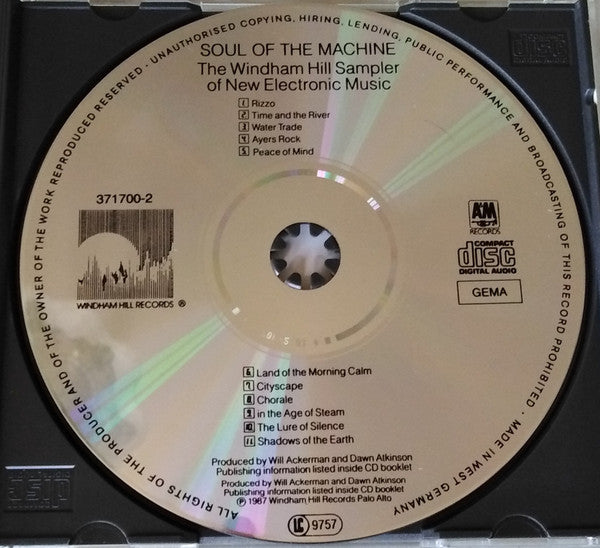 ALL RIGHTS OF THE PRODUCER AND OF THE OWNER OF THE WORK REPRODUCED RESERVED · UNAUTHORISED COPYING, HIRING, LENDING, PUBLIC PERFORMANCE AND BROADCASTING OF THIS RECORD PROHIBITED. · MADE IN WEST GERMANY
SOUL OF THE MACHINE
The Windham Hill Sampler
of New Electronic Music
1 Rizzo
2 Time and the River
3 Water Trade
4 Ayers Rock
5 Peace of Mind
371700-2
WINDHAM HILL RECORDS ®
A&M
RECORDS
COMPACT
disc
DIGITAL AUDIO
GEMA
6 Land of the Morning Calm
7 Cityscape
8 Chorale
9 in the Age of Steam
10 The Lure of Silence
11 Shadows of the Earth
Produced by Will Ackerman and Dawn Atkinson
Publishing information listed inside CD booklet
Produced by Will Ackerman and Dawn Atkinson
Publishing information listed inside CD booklet
℗ 1987 Windham Hill Records Palo Alto
LC 9757
disc
disc